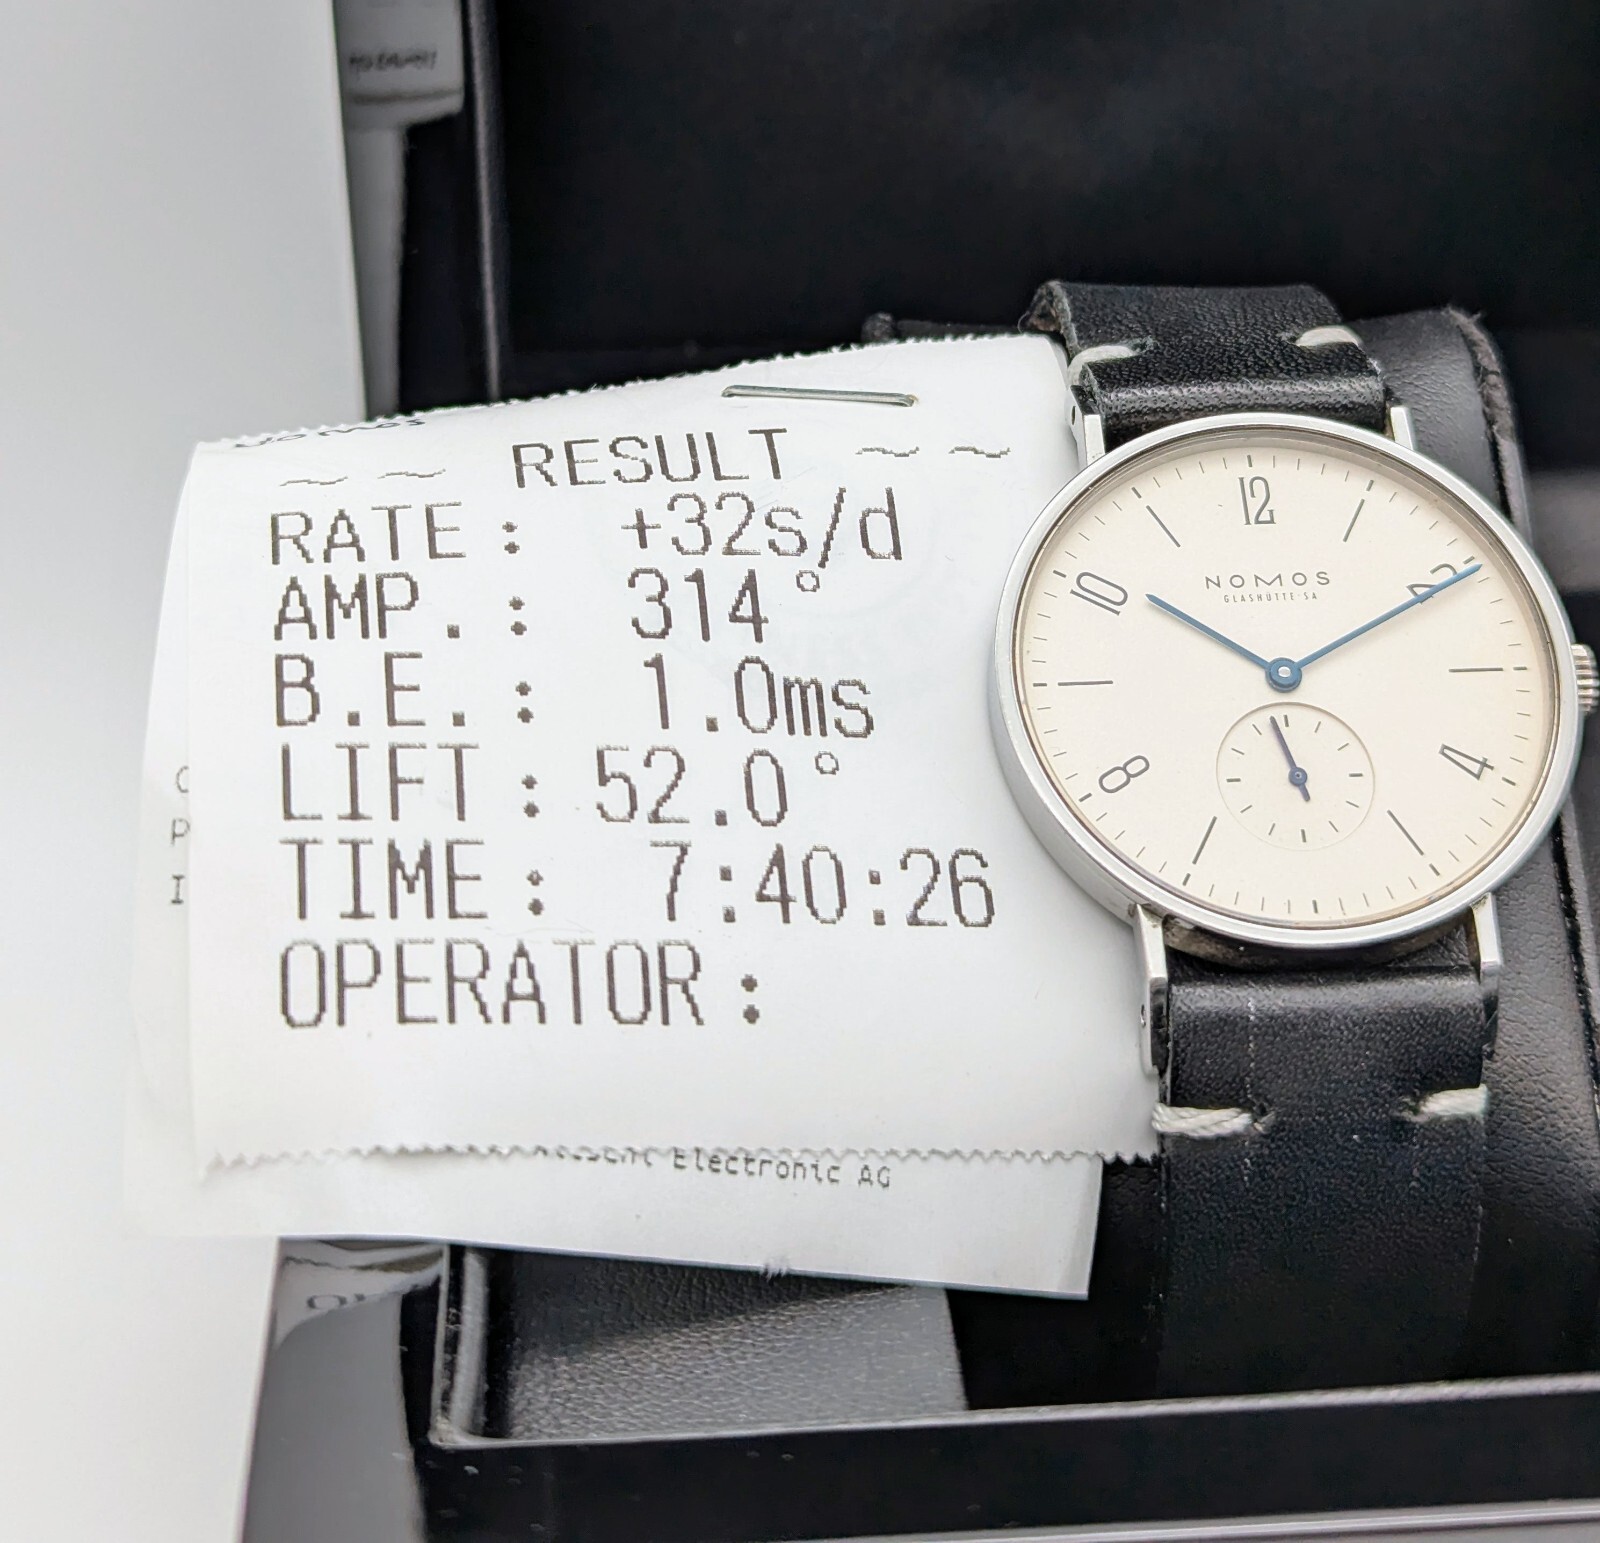 ~ ~ RESULT ~ ~
RATE: +32s/d
AMP.: 314°
B.E.: 1.0ms
LIFT: 52.0°
TIME: 7:40:26
OPERATOR:
Electronic AG
C
P
I
12
2
4
8
10
NOMOS
GLASHÜTTE SA